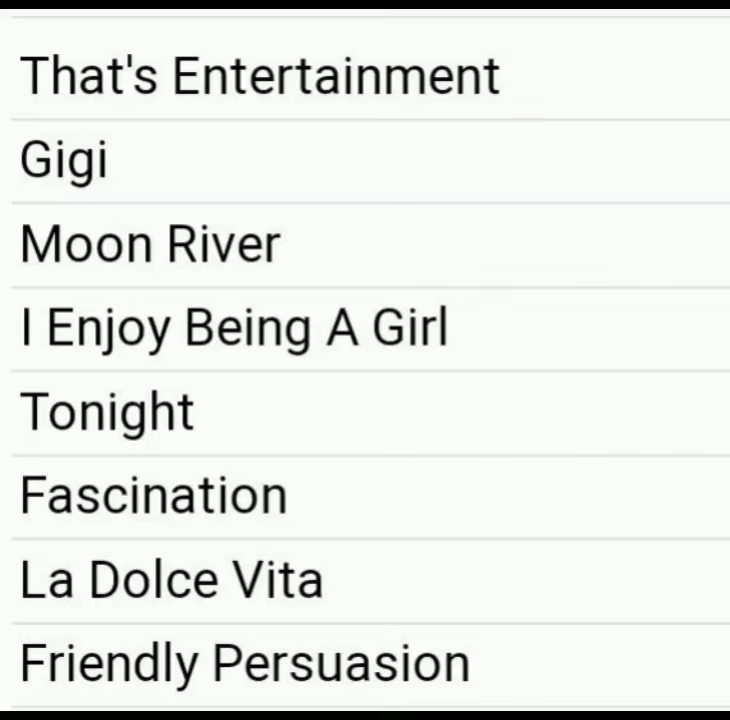 That's Entertainment
Gigi
Moon River
I Enjoy Being A Girl
Tonight
Fascination
La Dolce Vita
Friendly Persuasion